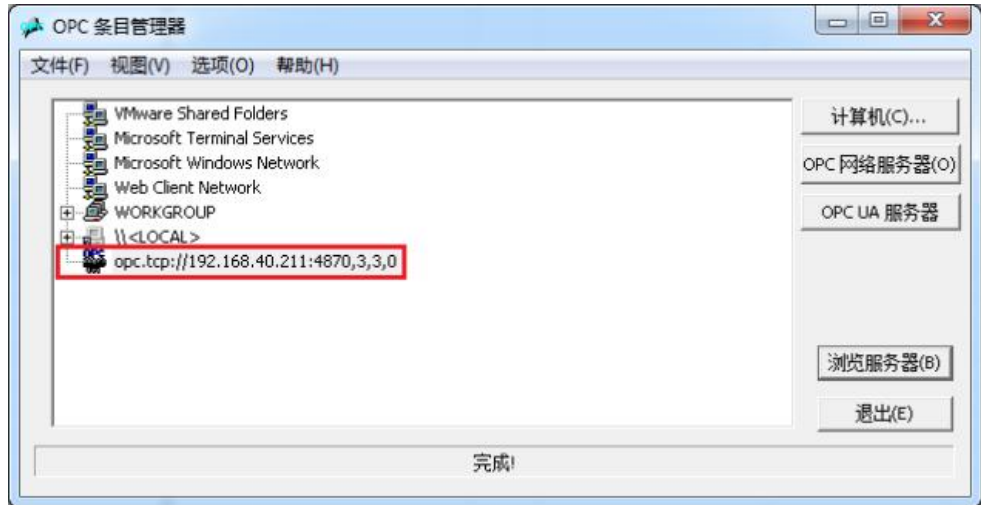 OPC 条目管理器
文件(F) 视图(V) 选项(O) 帮助(H)
VMware Shared Folders
Microsoft Terminal Services
Microsoft Windows Network
Web Client Network
WORKGROUP
\\<LOCAL>
opc.tcp://192.168.40.211:4870,3,3,0
计算机(C)...
OPC 网络服务器(O)
OPC UA 服务器
浏览服务器(B)
退出(E)
完成!